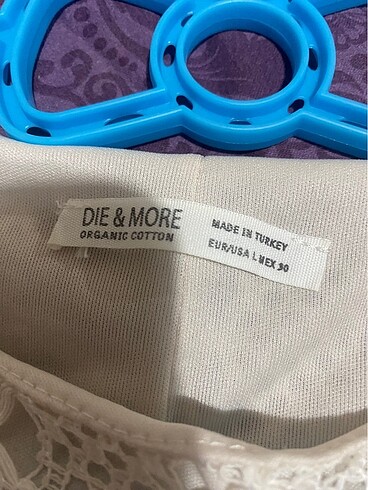 DIE & MORE
ORGANIC COTTON
MADE IN TURKEY
EUR/USA L MEX 30